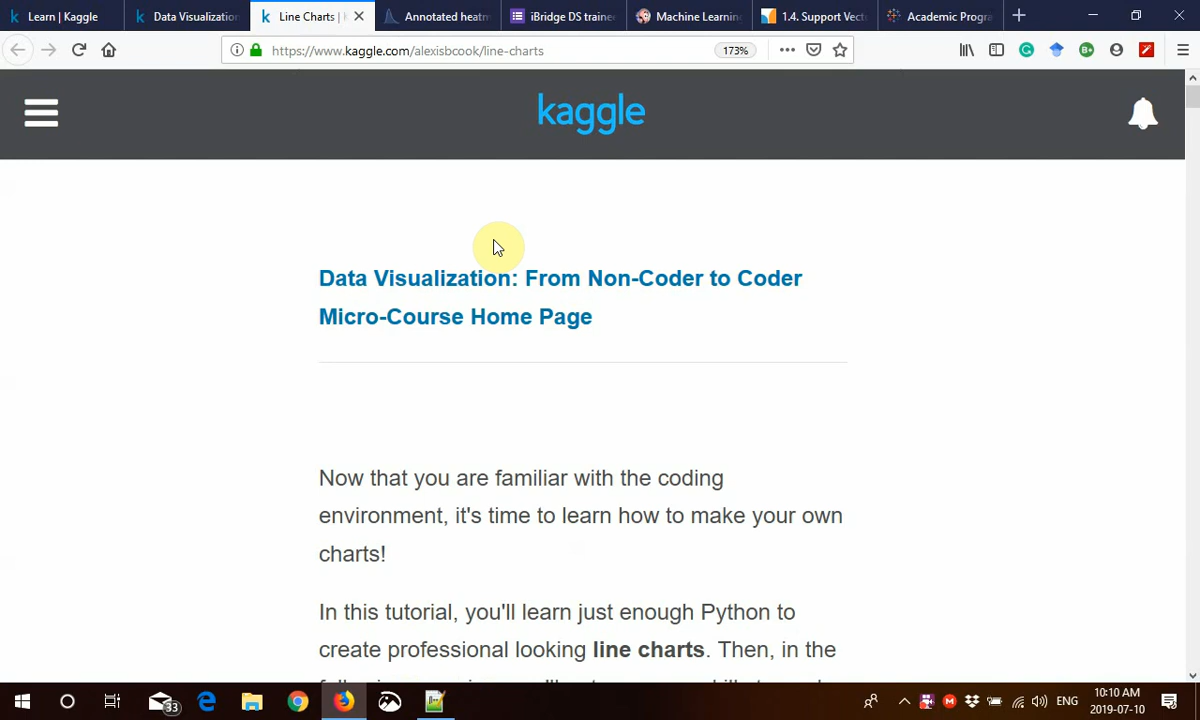 Learn | Kaggle
Data Visualization
Line Charts |
Annotated heatm
iBridge DS traine
Machine Learnin
1.4. Support Vect
Academic Progra
https://www.kaggle.com/alexisbcook/line-charts
173%
kaggle
Data Visualization: From Non-Coder to Coder
Micro-Course Home Page
Now that you are familiar with the coding
environment, it's time to learn how to make your own
charts!
In this tutorial, you'll learn just enough Python to
create professional looking line charts. Then, in the
33
ENG
10:10 AM
2019-07-10